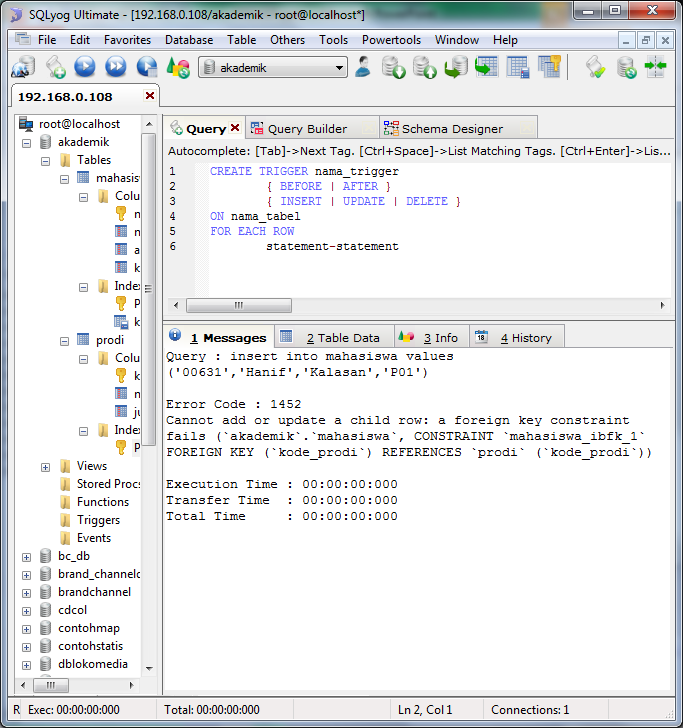 SQLyog Ultimate - [192.168.0.108/akademik - root@localhost*]
File Edit Favorites Database Table Others Tools Powertools Window Help
akademik
192.168.0.108
root@localhost
akademik
Tables
mahasis
Colu
n
n
a
k
Index
P
k
prodi
Colu
k
n
ju
Index
P
Views
Stored Procs
Functions
Triggers
Events
bc_db
brand_channelc
brandchannel
cdcol
contohmap
contohstatis
dblokomedia
Query Query Builder Schema Designer
Autocomplete: [Tab]->Next Tag. [Ctrl+Space]->List Matching Tags. [Ctrl+Enter]->Lis...
1 CREATE TRIGGER nama_trigger
2 { BEFORE | AFTER }
3 { INSERT | UPDATE | DELETE }
4 ON nama_tabel
5 FOR EACH ROW
6 statement-statement
1 Messages 2 Table Data 3 Info 18 4 History
Query : insert into mahasiswa values
('00631','Hanif','Kalasan','P01')
Error Code : 1452
Cannot add or update a child row: a foreign key constraint
fails (`akademik`.`mahasiswa`, CONSTRAINT `mahasiswa_ibfk_1`
FOREIGN KEY (`kode_prodi`) REFERENCES `prodi` (`kode_prodi`))
Execution Time : 00:00:00:000
Transfer Time : 00:00:00:000
Total Time : 00:00:00:000
R Exec: 00:00:00:000 Total: 00:00:00:000 Ln 2, Col 1 Connections: 1